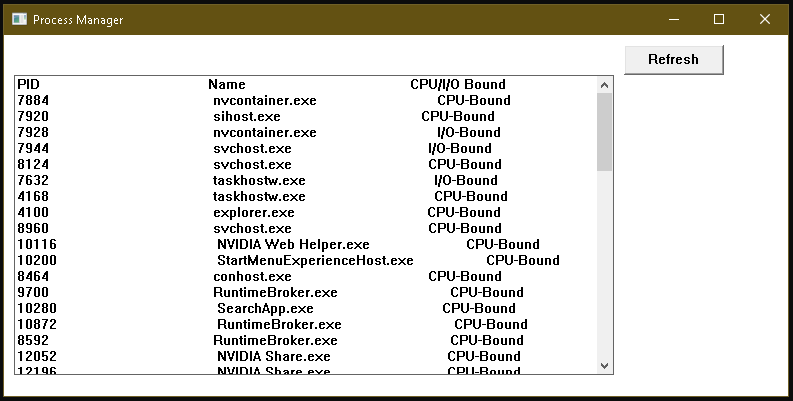 Process Manager
Refresh
PID Name CPU/I/O Bound
7884 nvcontainer.exe CPU-Bound
7920 sihost.exe CPU-Bound
7928 nvcontainer.exe I/O-Bound
7944 svchost.exe I/O-Bound
8124 svchost.exe CPU-Bound
7632 taskhostw.exe I/O-Bound
4168 taskhostw.exe CPU-Bound
4100 explorer.exe CPU-Bound
8960 svchost.exe CPU-Bound
10116 NVIDIA Web Helper.exe CPU-Bound
10200 StartMenuExperienceHost.exe CPU-Bound
8464 conhost.exe CPU-Bound
9700 RuntimeBroker.exe CPU-Bound
10280 SearchApp.exe CPU-Bound
10872 RuntimeBroker.exe CPU-Bound
8592 RuntimeBroker.exe CPU-Bound
12052 NVIDIA Share.exe CPU-Bound
12196 NVIDIA Share.exe CPU-Bound